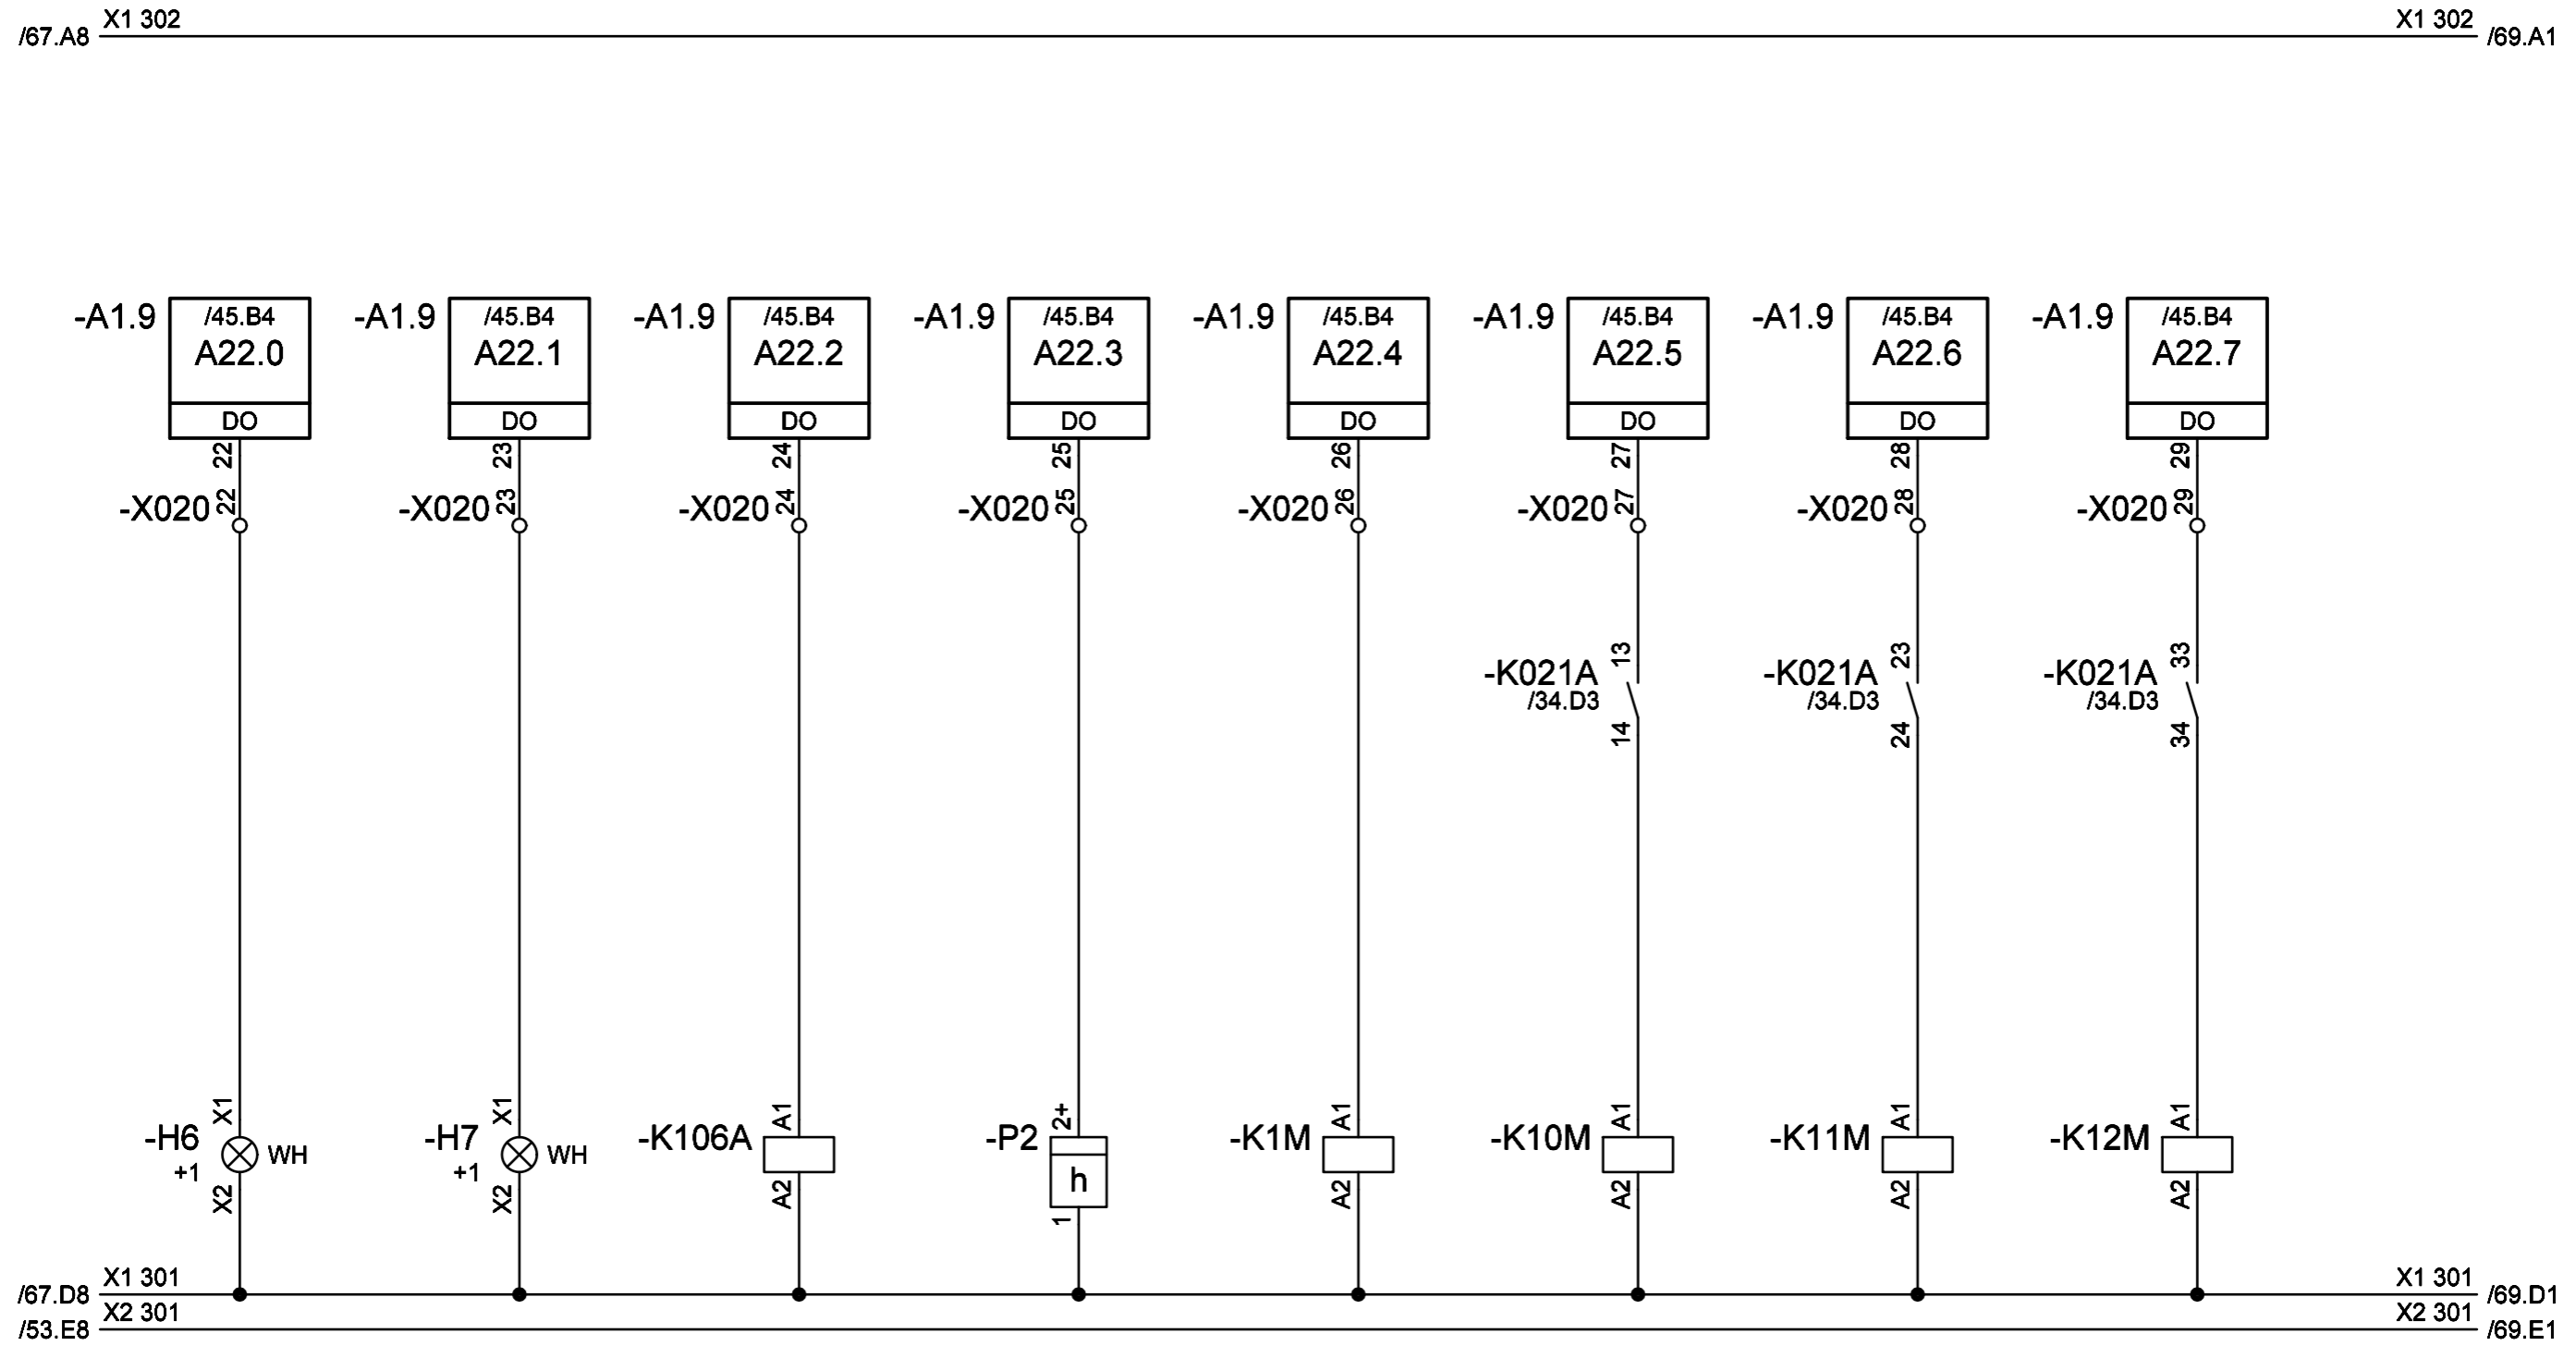 X1 302 X1 302
/67.A8 /69.A1
-A1.9 /45.B4 -A1.9 /45.B4 -A1.9 /45.B4 -A1.9 /45.B4 -A1.9 /45.B4 -A1.9 /45.B4 -A1.9 /45.B4 -A1.9 /45.B4
A22.0 A22.1 A22.2 A22.3 A22.4 A22.5 A22.6 A22.7
DO DO DO DO DO DO DO DO
22 23 24 25 26 27 28 29
-X020 22 -X020 23 -X020 24 -X020 25 -X020 26 -X020 27 -X020 28 -X020 29
13 23 33
-K021A -K021A -K021A
/34.D3 /34.D3 /34.D3
14 24 34
X1 X1 A1 2+ A1 A1 A1 A1
-H6 -H7 -K106A -P2 -K1M -K10M -K11M -K12M
WH WH
+1 +1 h
X2 X2 A2 A2 A2 A2 A2
1
X1 301 X1 301
/67.D8 /69.D1
X2 301 X2 301
/53.E8 /69.E1